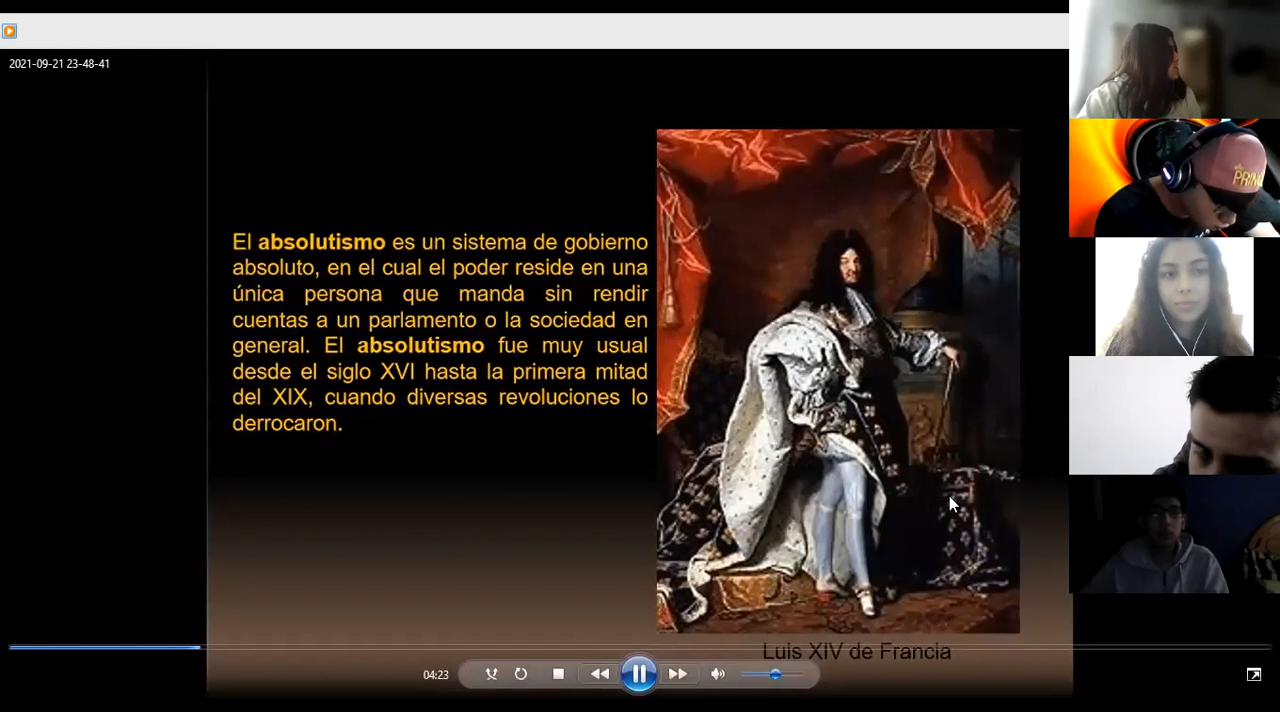 2021-09-21 23-48-41
El absolutismo es un sistema de gobierno
absoluto, en el cual el poder reside en una
única persona que manda sin rendir
cuentas a un parlamento o la sociedad en
general. El absolutismo fue muy usual
desde el siglo XVI hasta la primera mitad
del XIX, cuando diversas revoluciones lo
derrocaron.
Luis XIV de Francia
04:23